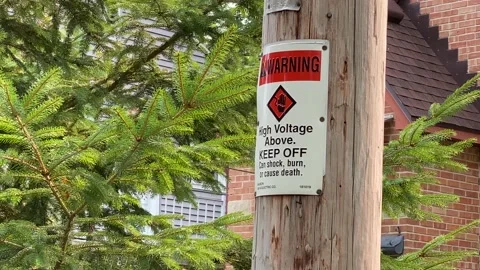 WARNING
High Voltage
Above.
KEEP OFF
Can shock, burn,
or cause death.